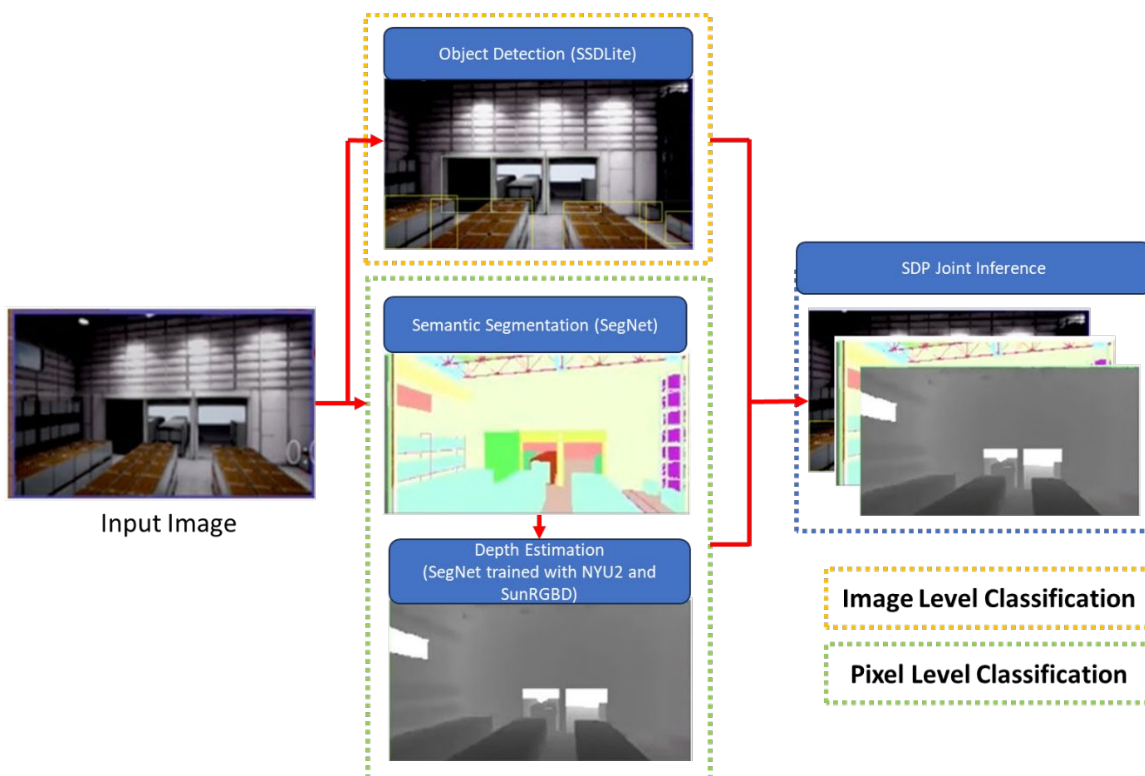 Object Detection (SSDLite)
Semantic Segmentation (SegNet)
SDP Joint Inference
Input Image
Depth Estimation
(SegNet trained with NYU2 and
SunRGBD)
Image Level Classification
Pixel Level Classification